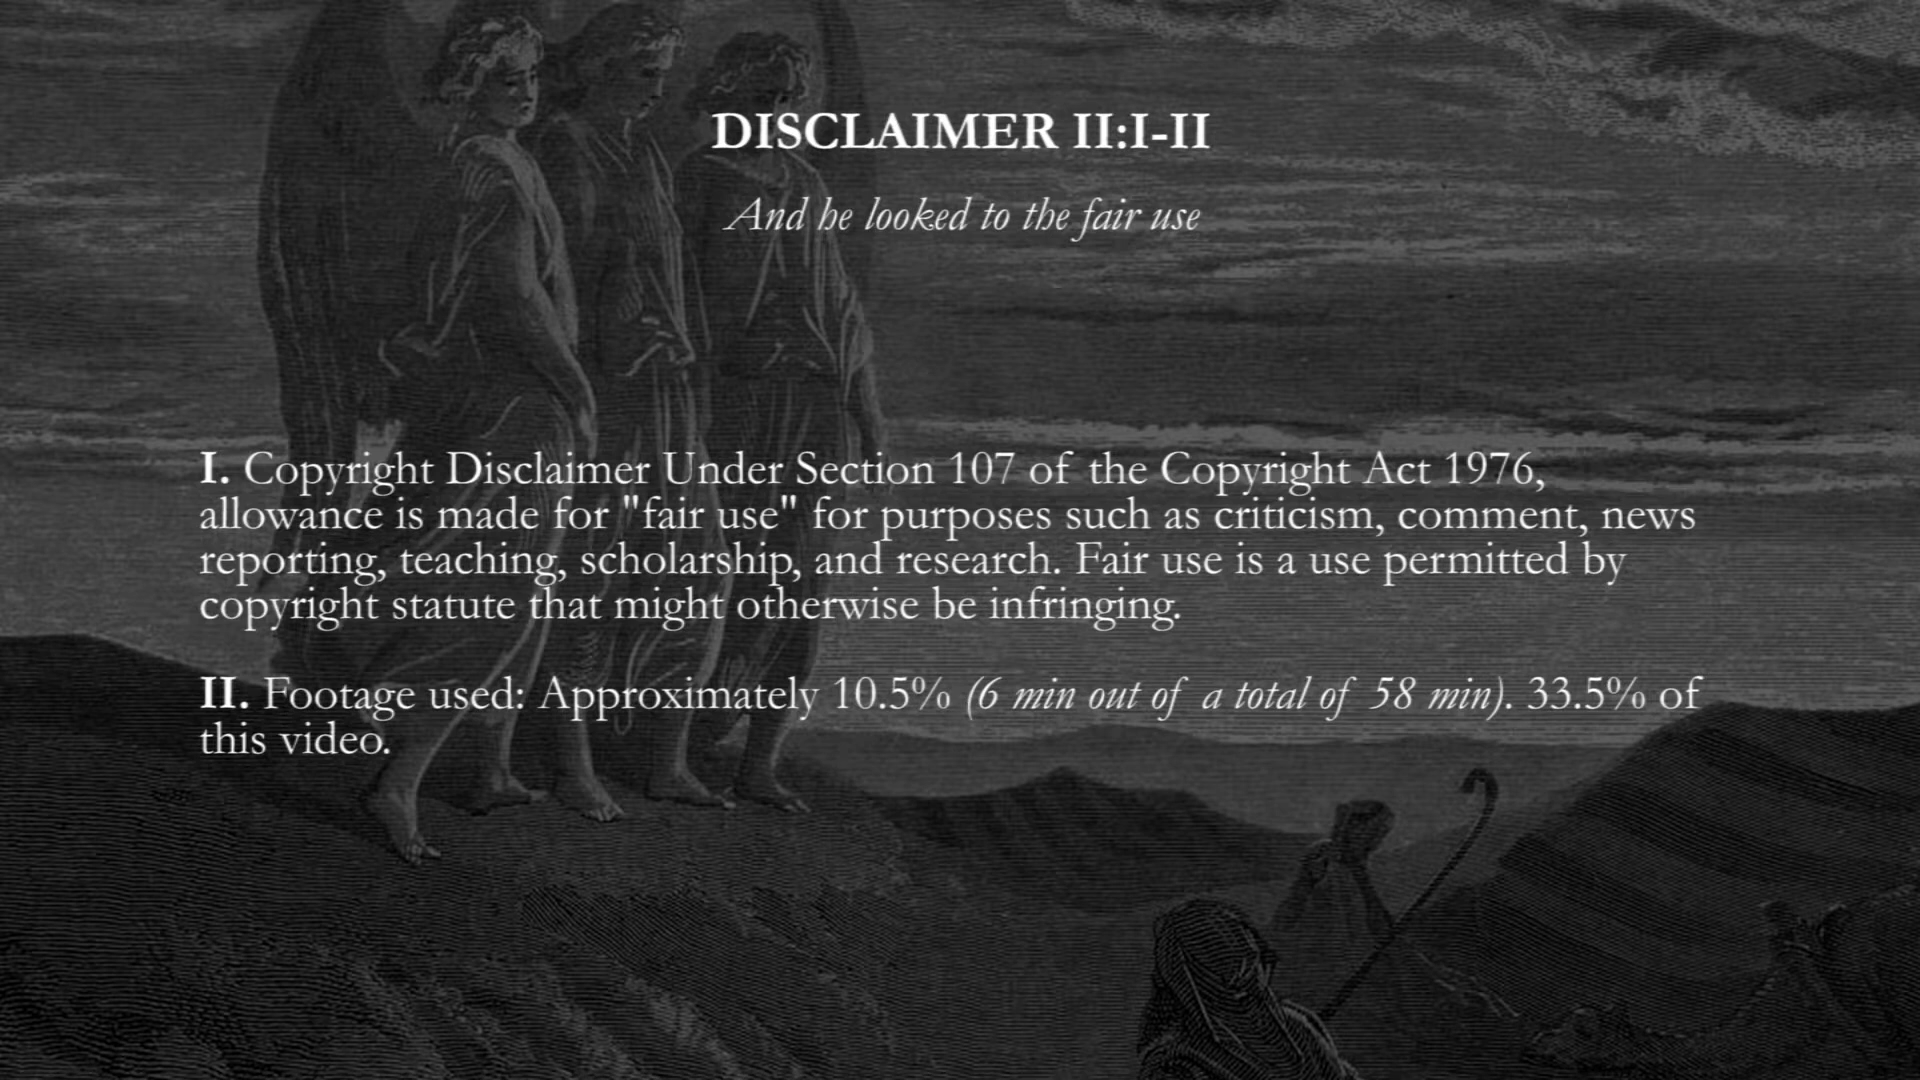 DISCLAIMER II:I-II
And he looked to the fair use
I. Copyright Disclaimer Under Section 107 of the Copyright Act 1976,
allowance is made for "fair use" for purposes such as criticism, comment, news
reporting, teaching, scholarship, and research. Fair use is a use permitted by
copyright statute that might otherwise be infringing.
II. Footage used: Approximately 10.5% (6 min out of a total of 58 min). 33.5% of
this video.